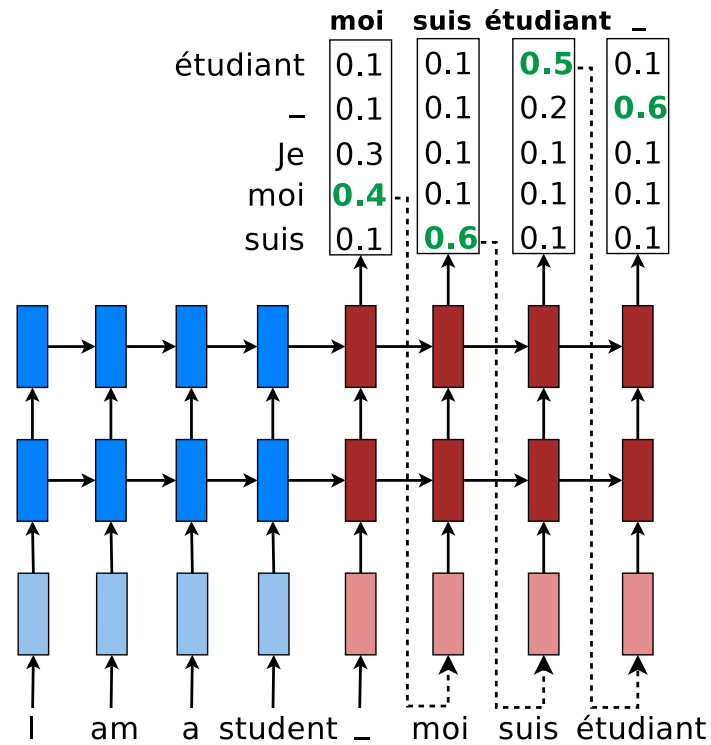 moi suis étudiant _
étudiant 0.1 0.1 0.5 0.1
_ 0.1 0.1 0.2 0.6
Je 0.3 0.1 0.1 0.1
moi 0.4 0.1 0.1 0.1
suis 0.1 0.6 0.1 0.1
I am a student _ moi suis étudiant